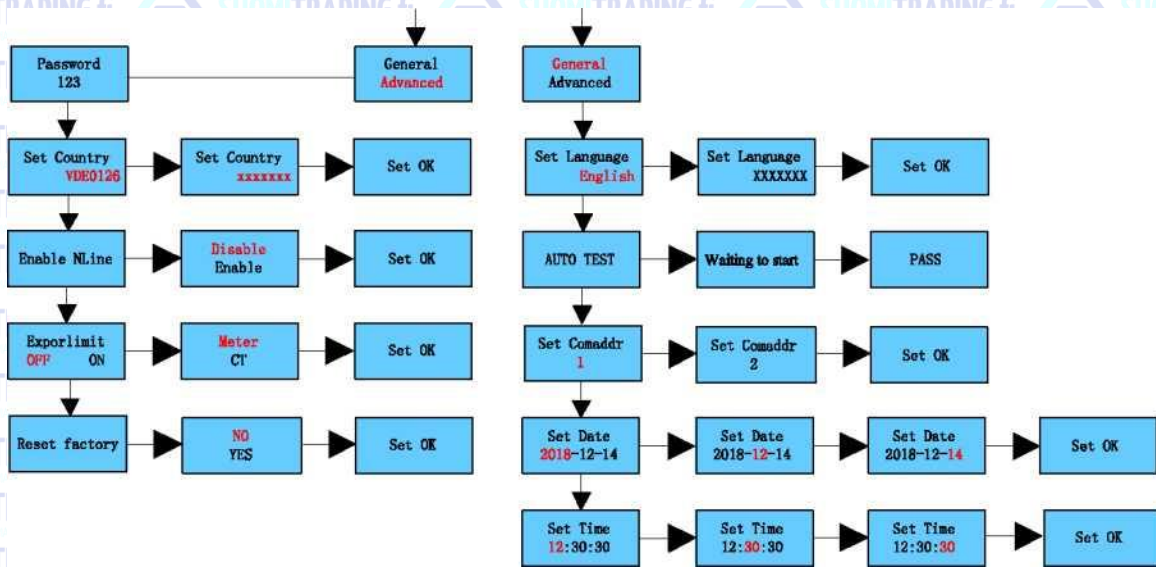 Password
123
General
Advanced
General
Advanced
Set Country
VDE0126
Set Country
xxxxxxx
Set OK
Set Language
English
Set Language
XXXXXXX
Set OK
Enable NLine
Disable
Enable
Set OK
AUTO TEST
Waiting to start
PASS
Exporlimit
OFF ON
Meter
CT
Set OK
Set Comaddr
1
Set Comaddr
2
Set OK
Reset factory
NO
YES
Set OK
Set Date
2018-12-14
Set Date
2018-12-14
Set Date
2018-12-14
Set OK
Set Time
12:30:30
Set Time
12:30:30
Set Time
12:30:30
Set OK